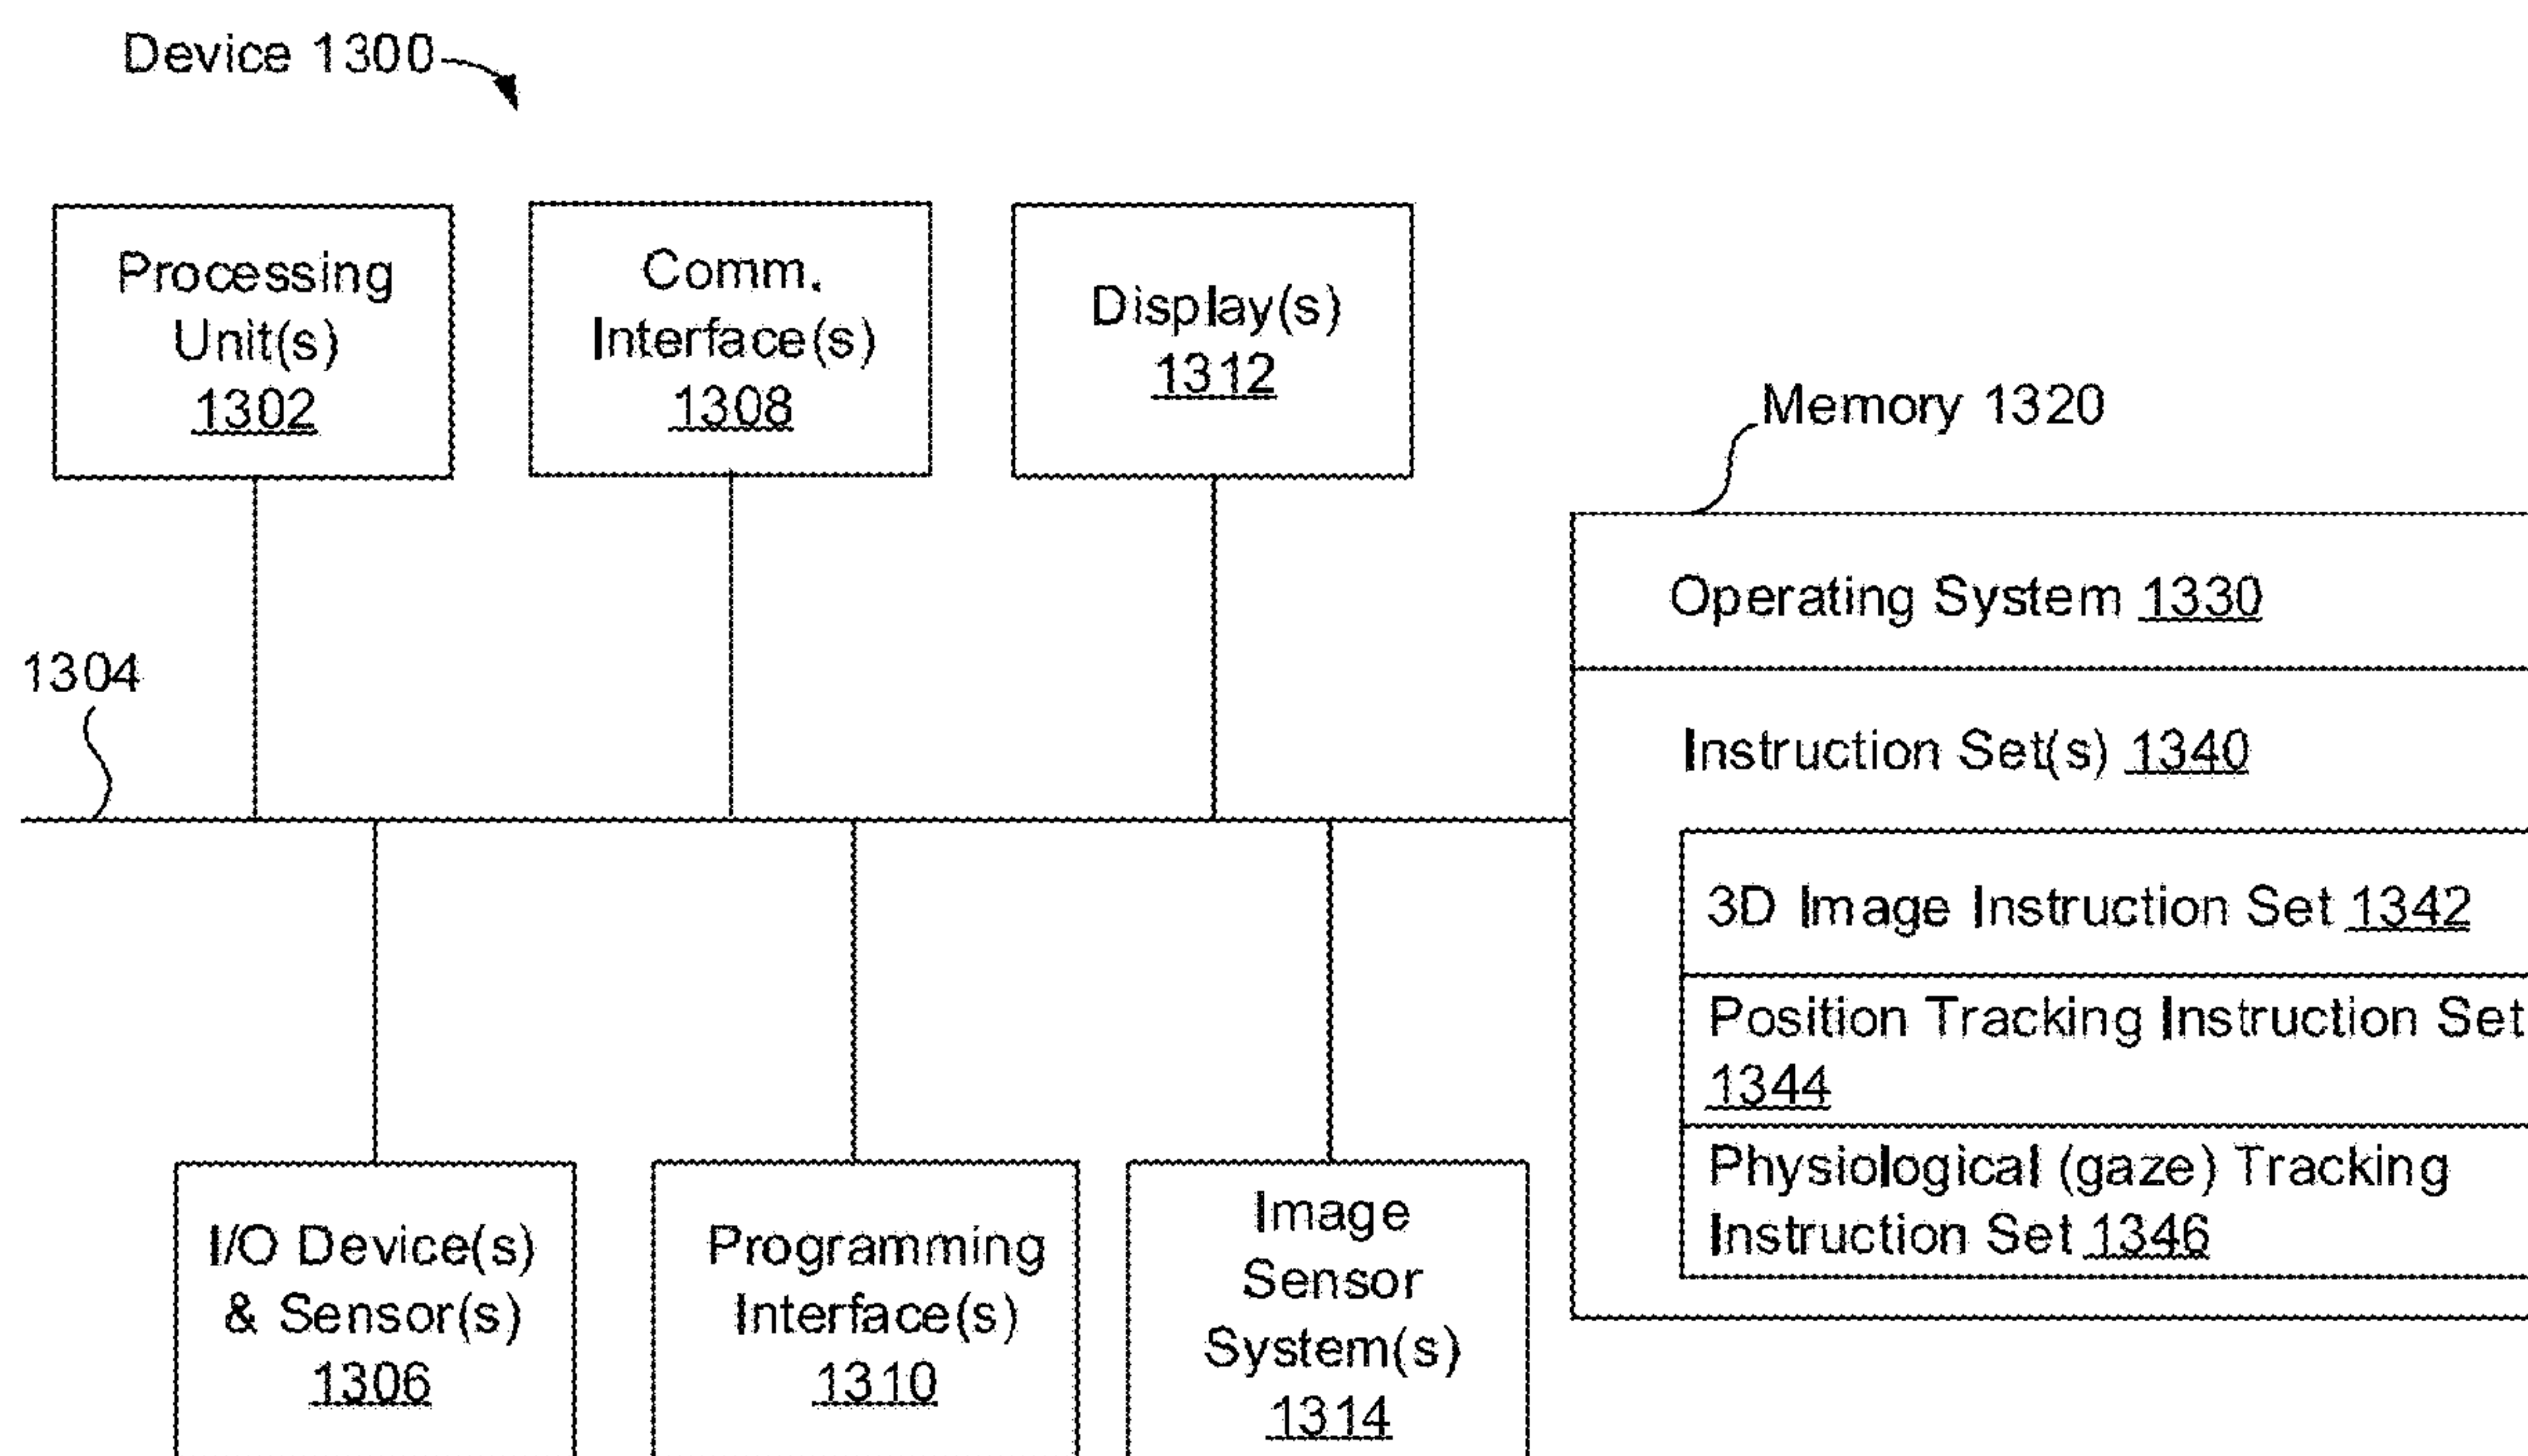 Device 1300
Processing
Unit(s)
1302
Comm.
Interface(s)
1308
Display(s)
1312
Memory 1320
Operating System 1330
1304
Instruction Set(s) 1340
3D Image Instruction Set 1342
Position Tracking Instruction Set
1344
Physiological (gaze) Tracking
Instruction Set 1346
I/O Device(s)
& Sensor(s)
1306
Programming
Interface(s)
1310
Image
Sensor
System(s)
1314